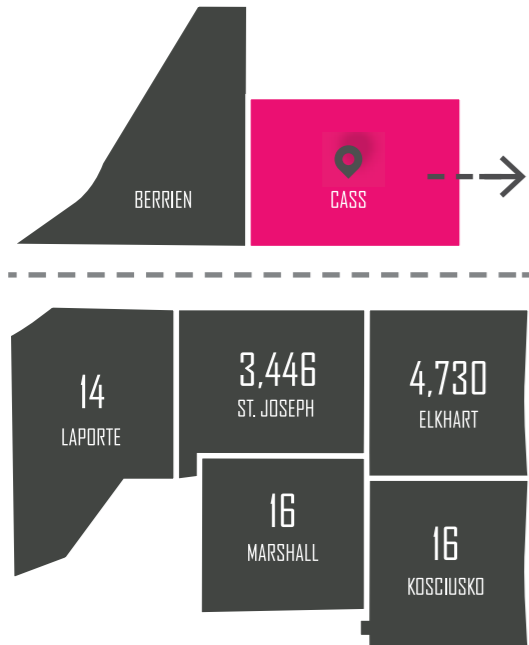 BERRIEN
CASS
14
LAPORTE
3,446
ST. JOSEPH
4,730
ELKHART
16
MARSHALL
16
KOSCIUSKO